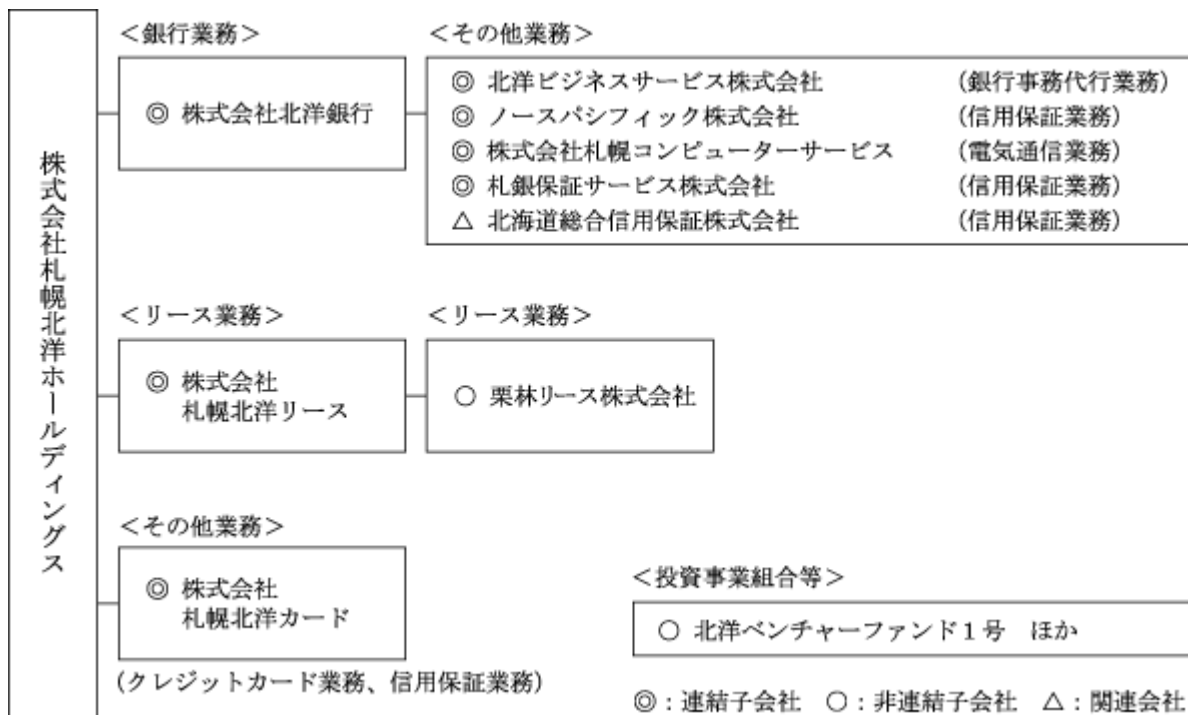 株式会社札幌北洋ホールディングス
＜銀行業務＞
◎ 株式会社北洋銀行
＜その他業務＞
◎ 北洋ビジネスサービス株式会社 (銀行事務代行業務)
◎ ノースパシフィック株式会社 (信用保証業務)
◎ 株式会社札幌コンピューターサービス (電気通信業務)
◎ 札銀保証サービス株式会社 (信用保証業務)
△ 北海道総合信用保証株式会社 (信用保証業務)
＜リース業務＞
◎ 株式会社
札幌北洋リース
＜リース業務＞
○ 栗林リース株式会社
＜その他業務＞
◎ 株式会社
札幌北洋カード
(クレジットカード業務、信用保証業務)
＜投資事業組合等＞
○ 北洋ベンチャーファンド１号 ほか
◎：連結子会社 ○：非連結子会社 △：関連会社